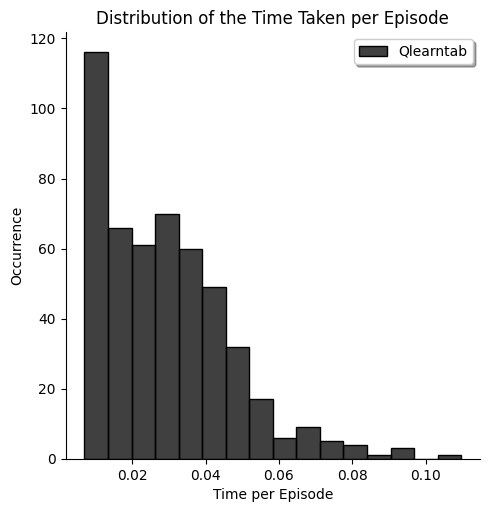 Distribution of the Time Taken per Episode
Qlearntab
120
100
80
60
40
20
0
Occurrence
0.02 0.04 0.06 0.08 0.10
Time per Episode